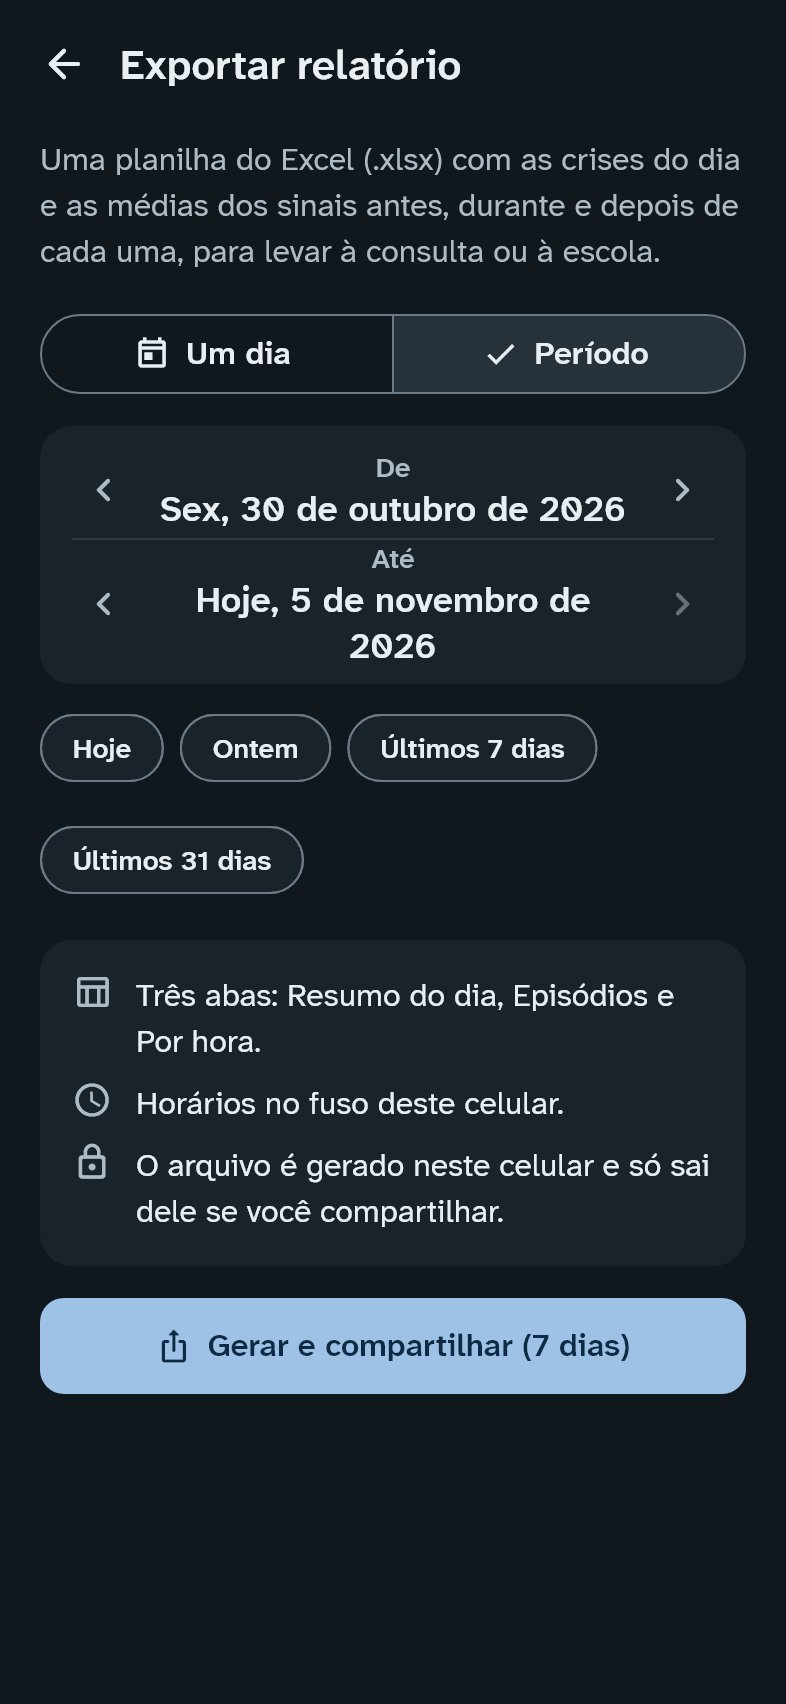 Exportar relatório
Uma planilha do Excel (.xlsx) com as crises do dia
e as médias dos sinais antes, durante e depois de
cada uma, para levar à consulta ou à escola.
Um dia
Período
De
Sex, 30 de outubro de 2026
Até
Hoje, 5 de novembro de
2026
Hoje
Ontem
Últimos 7 dias
Últimos 31 dias
Três abas: Resumo do dia, Episódios e
Por hora.
Horários no fuso deste celular.
O arquivo é gerado neste celular e só sai
dele se você compartilhar.
Gerar e compartilhar (7 dias)